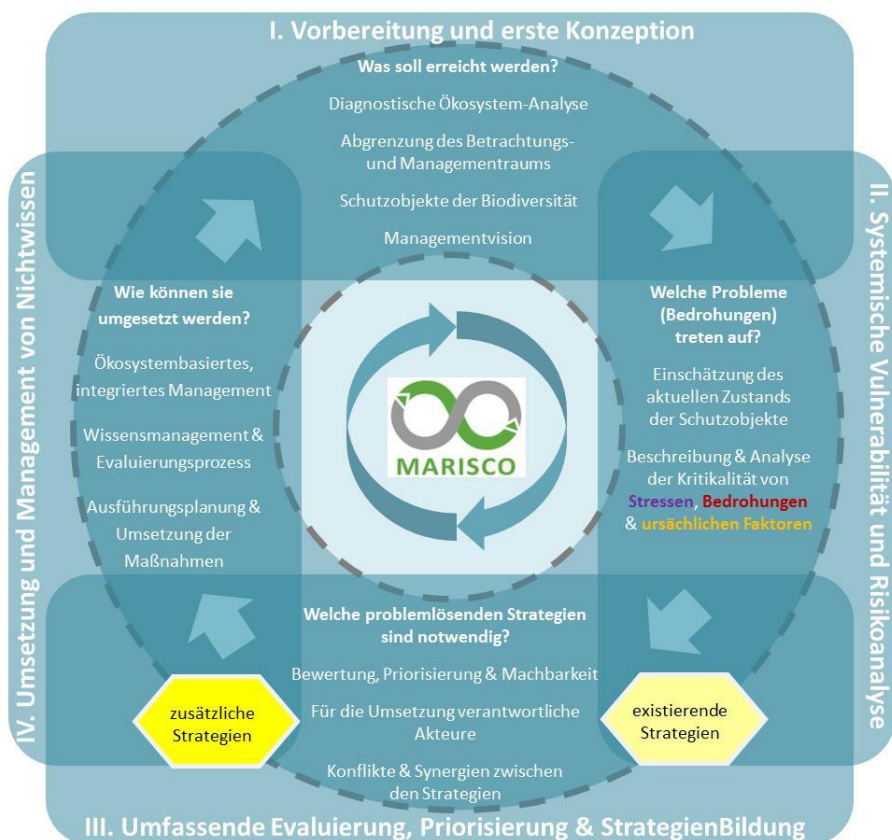 I. Vorbereitung und erste Konzeption
Was soll erreicht werden?
Diagnostische Ökosystem-Analyse
Abgrenzung des Betrachtungs-
und Managementraums
Schutzobjekte der Biodiversität
Managementvision
II. Systemische Vulnerabilität und Risikoanalyse
Welche Probleme
(Bedrohungen)
treten auf?
Einschätzung des
aktuellen Zustands
der Schutzobjekte
Beschreibung & Analyse
der Kritikalität von
Stressen, Bedrohungen
& ursächlichen Faktoren
existierende
Strategien
III. Umfassende Evaluierung, Priorisierung & StrategienBildung
Welche problemlösenden Strategien
sind notwendig?
Bewertung, Priorisierung & Machbarkeit
Für die Umsetzung verantwortliche
Akteure
Konflikte & Synergien zwischen
den Strategien
zusätzliche
Strategien
IV. Umsetzung und Management von Nichtwissen
Wie können sie
umgesetzt werden?
Ökosystembasiertes,
integriertes Management
Wissensmanagement &
Evaluierungsprozess
Ausführungsplanung &
Umsetzung der
Maßnahmen
MARISCO